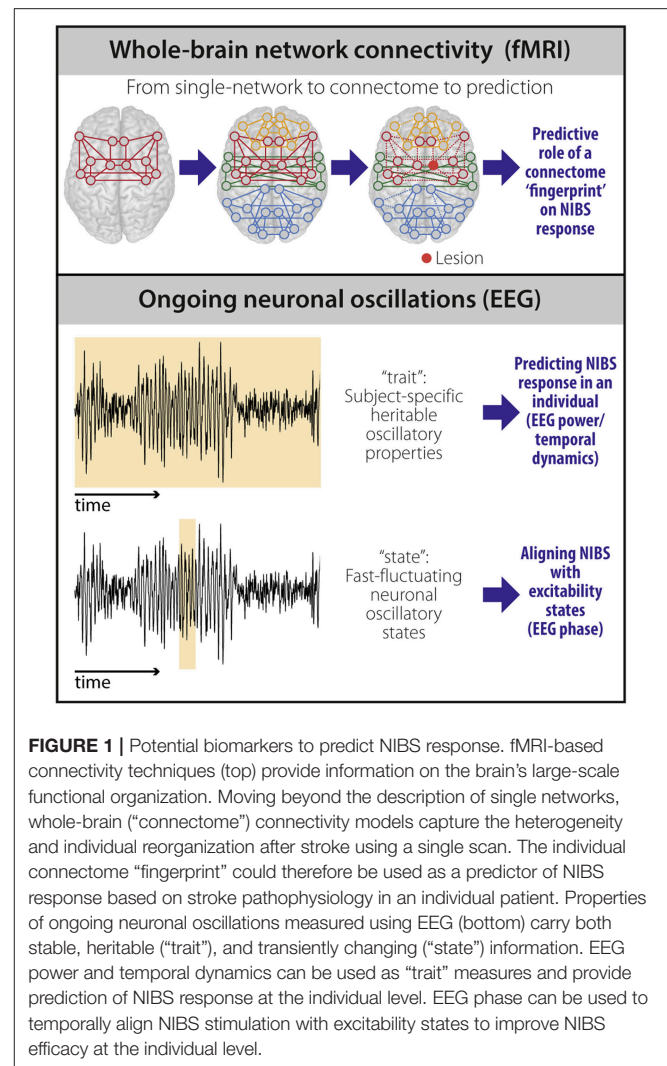 Whole-brain network connectivity (fMRI)
From single-network to connectome to prediction
Predictive
role of a
connectome
'fingerprint'
on NIBS
response
Lesion
Ongoing neuronal oscillations (EEG)
"trait":
Subject-specific
heritable
oscillatory
properties
Predicting NIBS
response in an
individual
(EEG power/
temporal
dynamics)
time
"state":
Fast-fluctuating
neuronal
oscillatory
states
Aligning NIBS
with
excitability
states
(EEG phase)
time
FIGURE 1 | Potential biomarkers to predict NIBS response. fMRI-based
connectivity techniques (top) provide information on the brain's large-scale
functional organization. Moving beyond the description of single networks,
whole-brain ("connectome") connectivity models capture the heterogeneity
and individual reorganization after stroke using a single scan. The individual
connectome "fingerprint" could therefore be used as a predictor of NIBS
response based on stroke pathophysiology in an individual patient. Properties
of ongoing neuronal oscillations measured using EEG (bottom) carry both
stable, heritable ("trait"), and transiently changing ("state") information. EEG
power and temporal dynamics can be used as "trait" measures and provide
prediction of NIBS response at the individual level. EEG phase can be used to
temporally align NIBS stimulation with excitability states to improve NIBS
efficacy at the individual level.